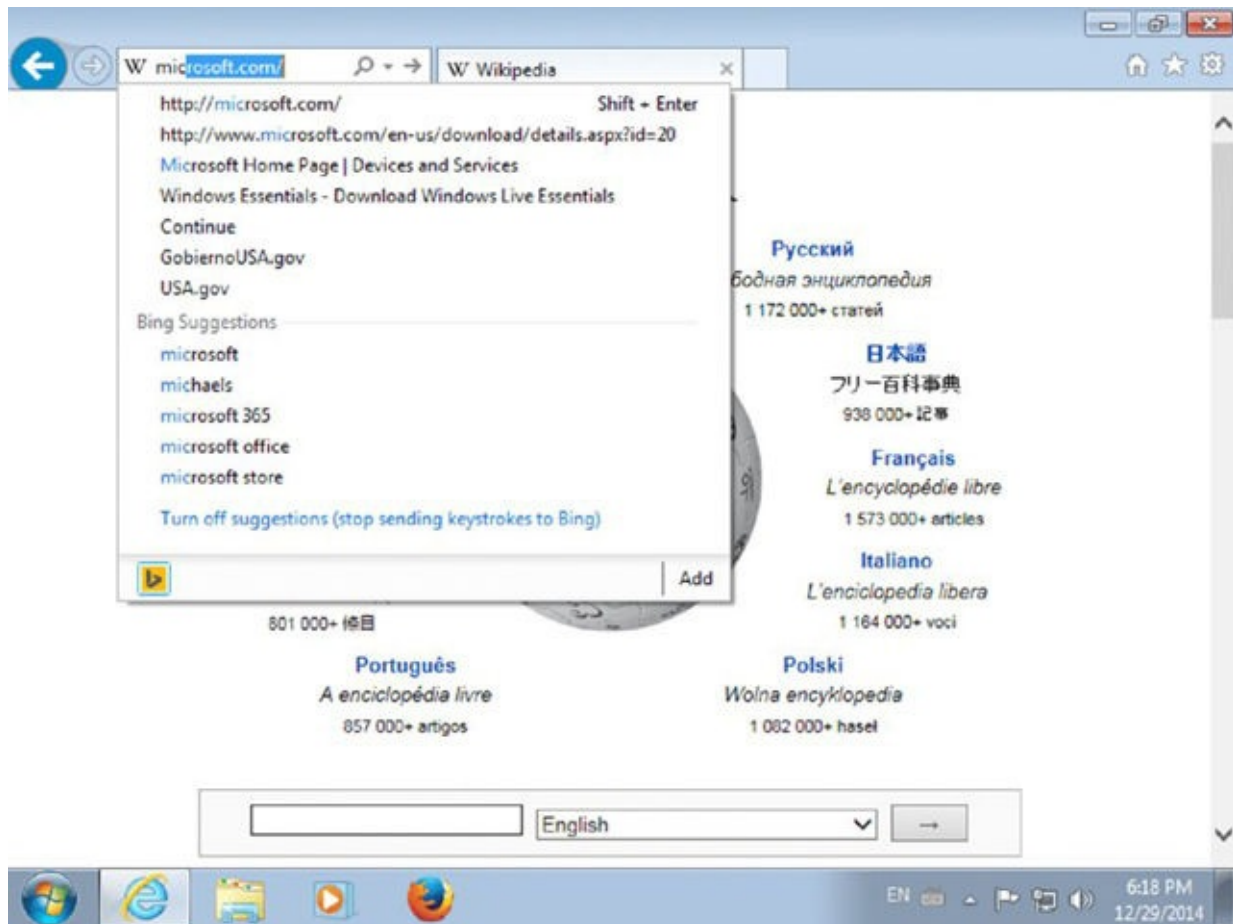 W microsoft.com/
W Wikipedia
http://microsoft.com/ Shift + Enter
http://www.microsoft.com/en-us/download/details.aspx?id=20
Microsoft Home Page | Devices and Services
Windows Essentials - Download Windows Live Essentials
Continue
GobiernoUSA.gov
USA.gov
Bing Suggestions
microsoft
michaels
microsoft 365
microsoft office
microsoft store
Turn off suggestions (stop sending keystrokes to Bing)
Add
Русский
энциклопедия
1 172 000+ статей
日本語
フリー百科事典
938 000+ 記事
Français
L'encyclopédie libre
1 573 000+ articles
Italiano
L'enciclopedia libera
1 164 000+ voci
801 000+ 條目
Português
A enciclopédia livre
857 000+ artigos
Polski
Wolna encyklopedia
1 082 000+ haseł
English
→
EN
6:18 PM
12/29/2014